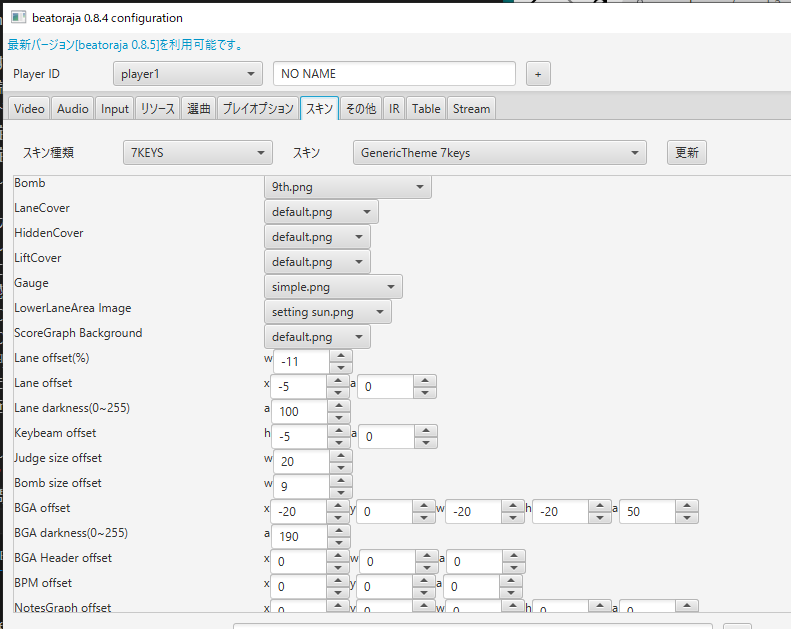 beatoraja 0.8.4 configuration
最新バージョン[beatoraja 0.8.5]を利用可能です。
Player ID player1 NO NAME +
Video Audio Input リソース 選曲 プレイオプション スキン その他 IR Table Stream
スキン種類 7KEYS スキン GenericTheme 7keys 更新
Bomb 9th.png
LaneCover default.png
HiddenCover default.png
LiftCover default.png
Gauge simple.png
LowerLaneArea Image setting sun.png
ScoreGraph Background default.png
Lane offset(%) w -11
Lane offset x -5 a 0
Lane darkness(0~255) a 100
Keybeam offset h -5 a 0
Judge size offset w 20
Bomb size offset w 9
BGA offset x -20 y 0 w -20 h -20 a 50
BGA darkness(0~255) a 190
BGA Header offset x 0 w 0 a 0
BPM offset x 0 y 0 a 0
NotesGraph offset x 0 y 0 w 0 h 0 a 0